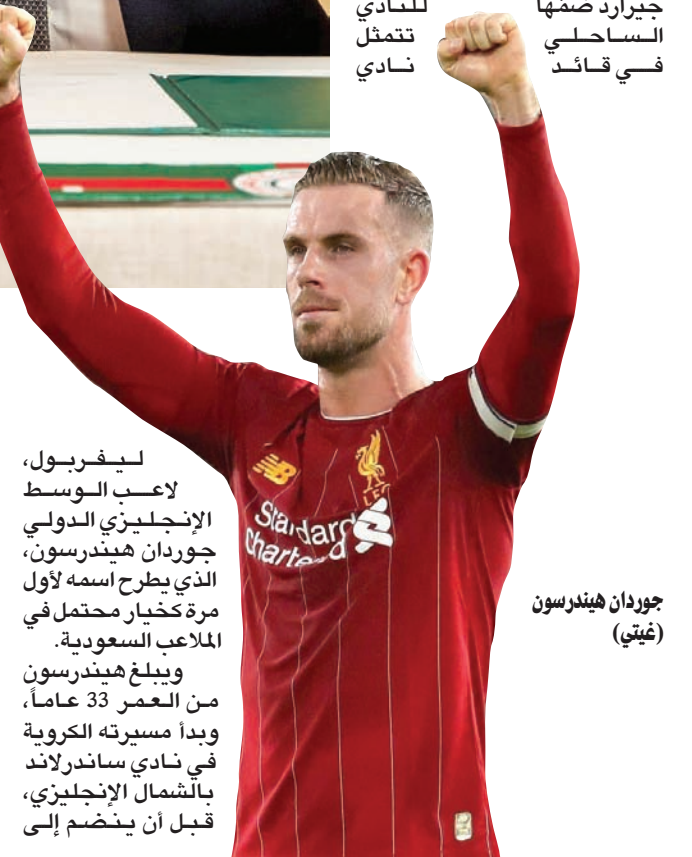 جيرارد ضمها للنادي
الساحلي تتمثل
في قائد نادي
ليفربول،
لاعب الوسط
الإنجليزي الدولي
جوردان هيندرسون،
الذي يطرح اسمه لأول
مرة كخيار محتمل في
الملاعب السعودية.
ويبلغ هيندرسون
من العمر 33 عاماً،
وبدأ مسيرته الكروية
في نادي ساندرلاند
بالشمال الإنجليزي،
قبل أن ينضم إلى
جوردان هيندرسون
(غيتي)
L.F.C
Standard
Chartered